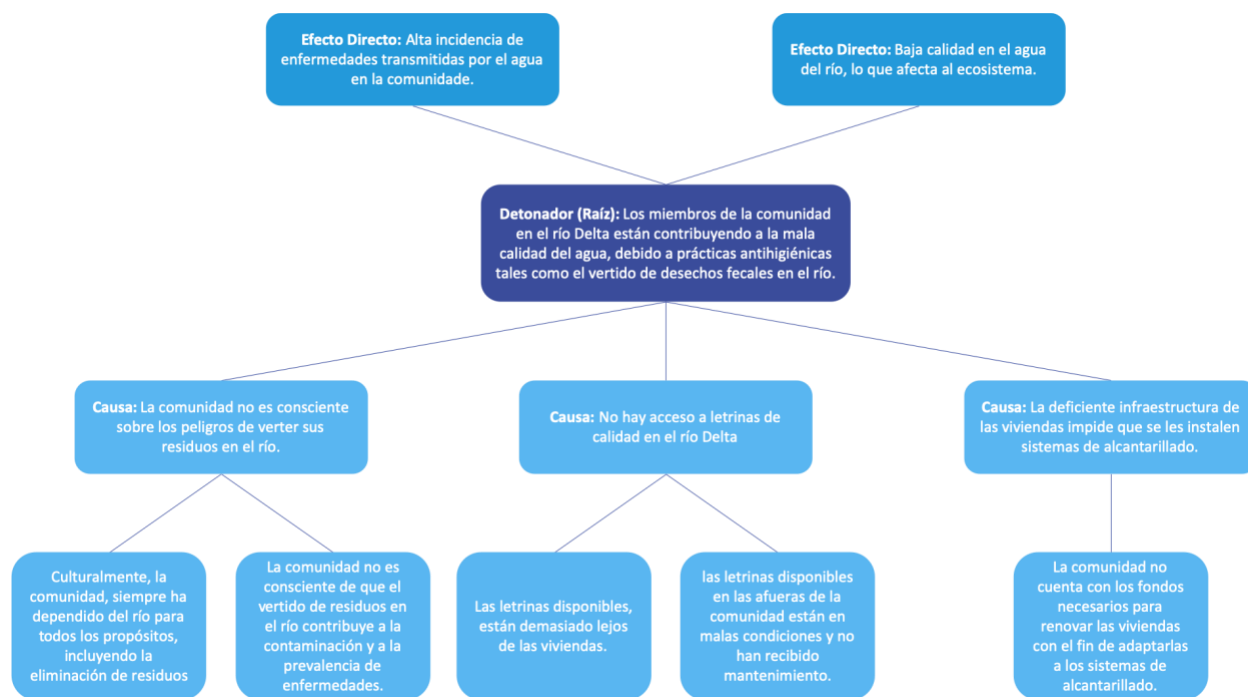 Efecto Directo: Alta incidencia de
enfermedades transmitidas por el agua
en la comunidade.
Efecto Directo: Baja calidad en el agua
del río, lo que afecta al ecosistema.
Detonador (Raíz): Los miembros de la comunidad
en el río Delta están contribuyendo a la mala
calidad del agua, debido a prácticas antihigiénicas
tales como el vertido de desechos fecales en el río.
Causa: La comunidad no es consciente
sobre los peligros de verter sus
residuos en el río.
Causa: No hay acceso a letrinas de
calidad en el río Delta
Causa: La deficiente infraestructura de
las viviendas impide que se les instalen
sistemas de alcantarillado.
Culturalmente, la
comunidad, siempre ha
dependido del río para
todos los propósitos,
incluyendo la
eliminación de residuos
La comunidad no es
consciente de que el
vertido de residuos en
el río contribuye a la
contaminación y a la
prevalencia de
enfermedades.
Las letrinas disponibles,
están demasiado lejos
de las viviendas.
las letrinas disponibles
en las afueras de la
comunidad están en
malas condiciones y no
han recibido
mantenimiento.
La comunidad no
cuenta con los fondos
necesarios para
renovar las viviendas
con el fin de adaptarlas
a los sistemas de
alcantarillado.